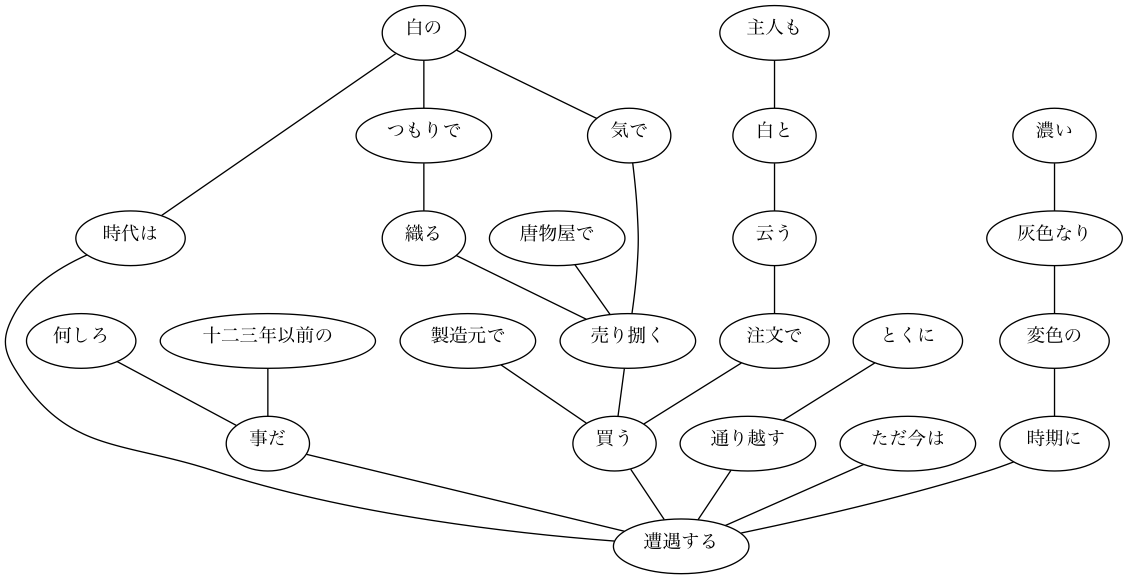 白の
主人も
つもりで
気で
白と
濃い
時代は
織る
唐物屋で
云う
灰色なり
何しろ
十二三年以前の
製造元で
売り捌く
注文で
とくに
変色の
事だ
買う
通り越す
ただ今は
時期に
遭遇する